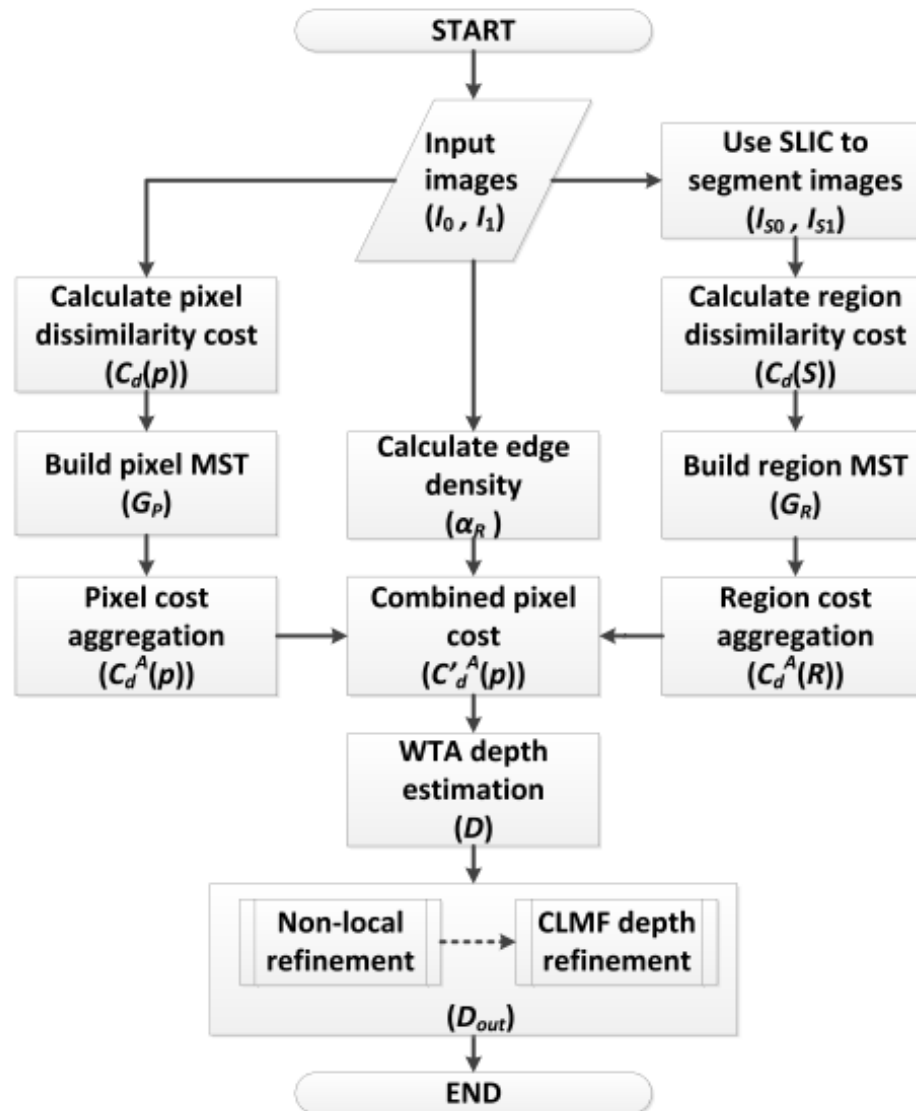 START
Input
images
(I0 , I1)
Use SLIC to
segment images
(IS0 , IS1)
Calculate pixel
dissimilarity cost
(Cd(p))
Calculate region
dissimilarity cost
(Cd(S))
Build pixel MST
(GP)
Calculate edge
density
(αR )
Build region MST
(GR)
Pixel cost
aggregation
(CdA(p))
Combined pixel
cost
(C'dA(p))
Region cost
aggregation
(CdA(R))
WTA depth
estimation
(D)
Non-local
refinement
CLMF depth
refinement
(Dout)
END